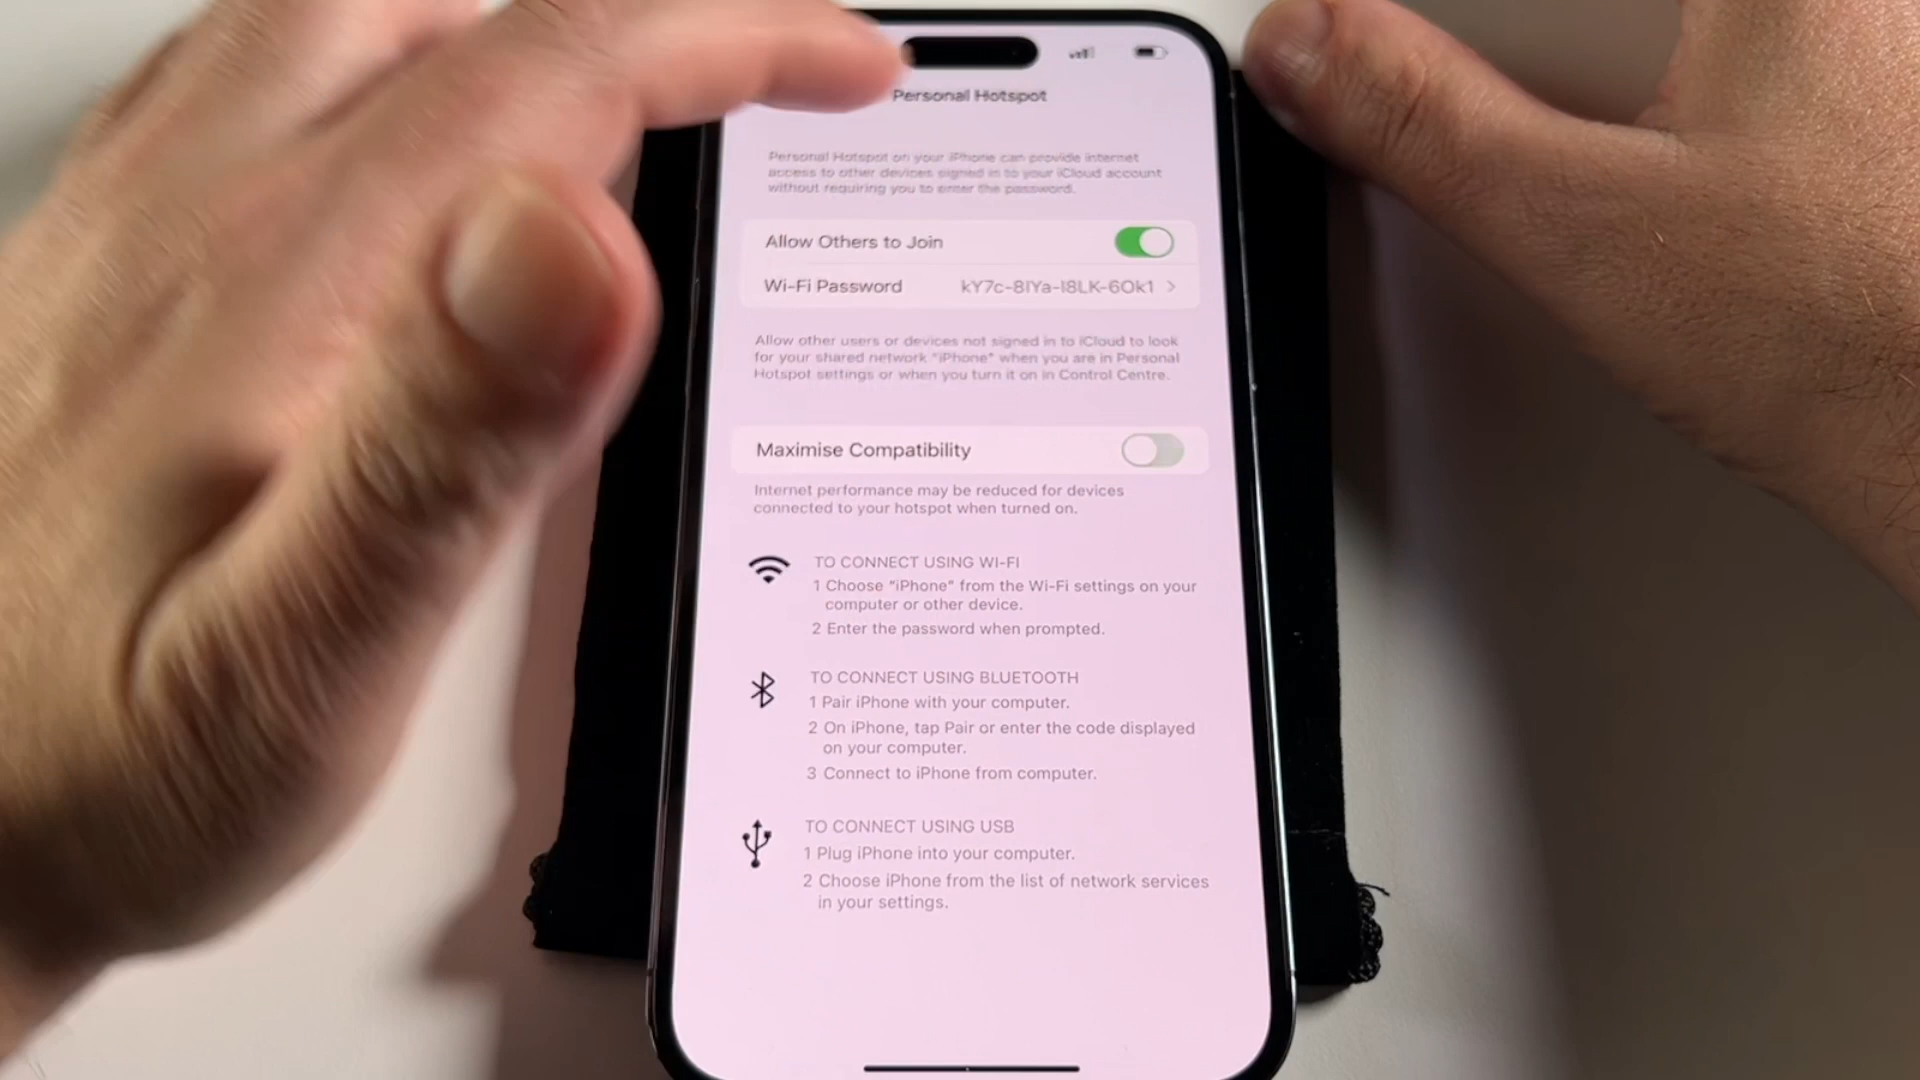 Personal Hotspot
Personal Hotspot on your iPhone can provide internet
access to other devices signed in to your iCloud account
without requiring you to enter the password.
Allow Others to Join
Wi-Fi Password kY7c-8IYa-I8LK-6Ok1
Allow other users or devices not signed in to iCloud to look
for your shared network "iPhone" when you are in Personal
Hotspot settings or when you turn it on in Control Centre.
Maximise Compatibility
Internet performance may be reduced for devices
connected to your hotspot when turned on.
TO CONNECT USING WI-FI
1 Choose "iPhone" from the Wi-Fi settings on your
computer or other device.
2 Enter the password when prompted.
TO CONNECT USING BLUETOOTH
1 Pair iPhone with your computer.
2 On iPhone, tap Pair or enter the code displayed
on your computer.
3 Connect to iPhone from computer.
TO CONNECT USING USB
1 Plug iPhone into your computer.
2 Choose iPhone from the list of network services
in your settings.